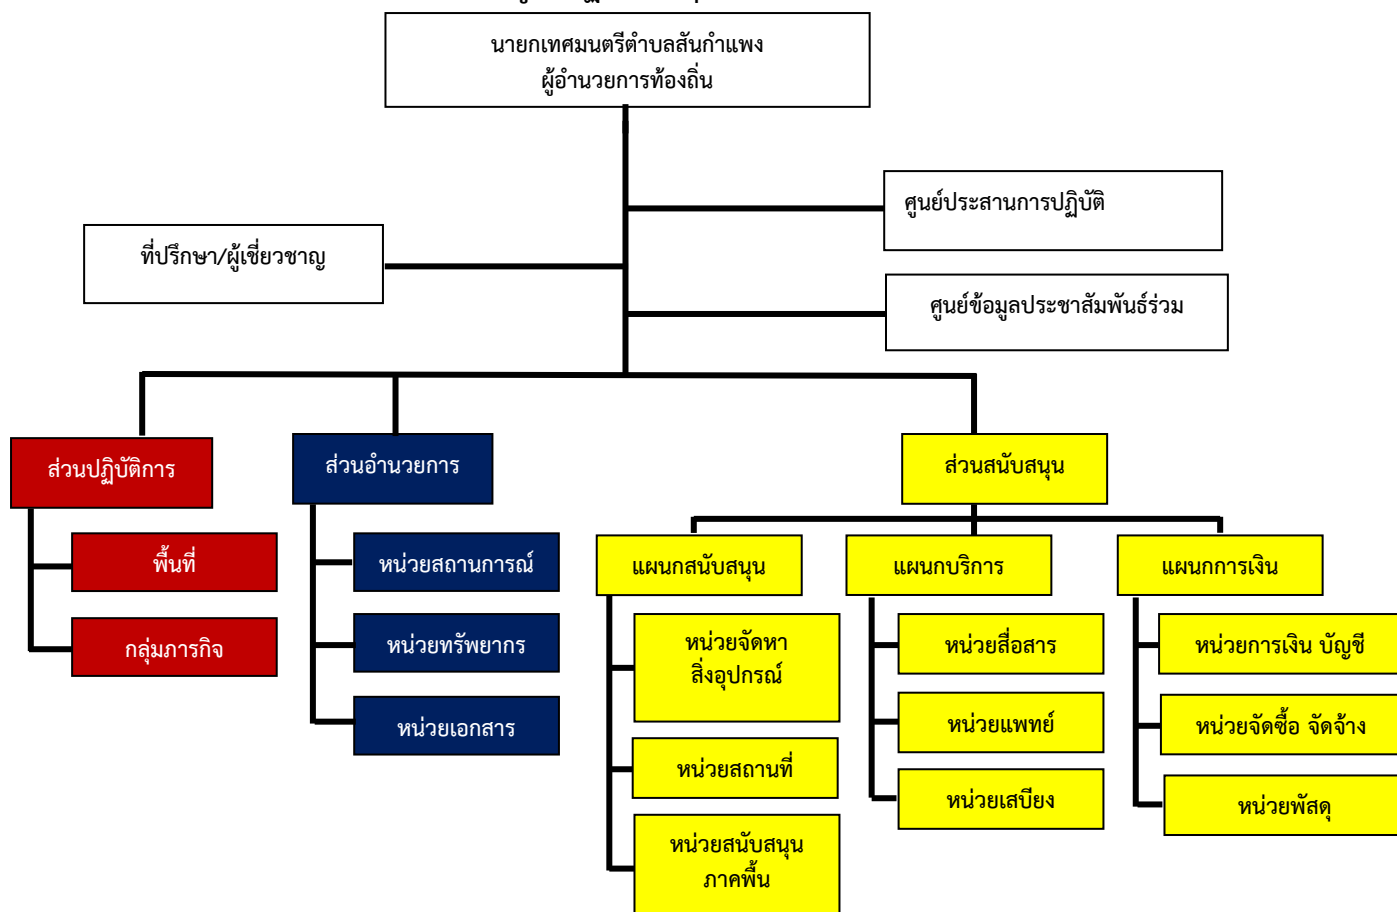 นายกเทศมนตรีตำบลสันกำแพง
ผู้อำนวยการท้องถิ่น
ศูนย์ประสานการปฏิบัติ
ที่ปรึกษา/ผู้เชี่ยวชาญ
ศูนย์ข้อมูลประชาสัมพันธ์ร่วม
ส่วนปฏิบัติการ
พื้นที่
กลุ่มภารกิจ
ส่วนอำนวยการ
หน่วยสถานการณ์
หน่วยทรัพยากร
หน่วยเอกสาร
ส่วนสนับสนุน
แผนกสนับสนุน
หน่วยจัดหา
สิ่งอุปกรณ์
หน่วยสถานที่
หน่วยสนับสนุน
ภาคพื้น
แผนกบริการ
หน่วยสื่อสาร
หน่วยแพทย์
หน่วยเสบียง
แผนกการเงิน
หน่วยการเงิน บัญชี
หน่วยจัดซื้อ จัดจ้าง
หน่วยพัสดุ